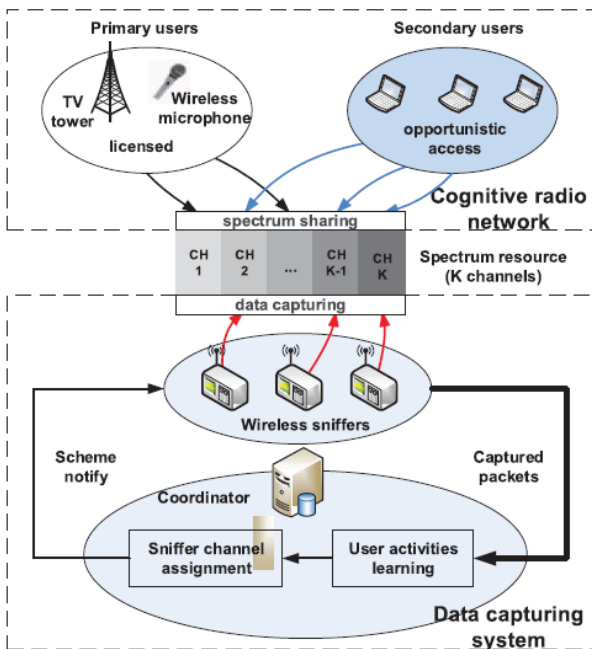 Primary users
Secondary users
TV
tower
Wireless
microphone
licensed
opportunistic
access
Cognitive radio
network
spectrum sharing
CH
1
CH
2
...
CH
K-1
CH
K
Spectrum resource
(K channels)
data capturing
Wireless sniffers
Scheme
notify
Captured
packets
Coordinator
Sniffer channel
assignment
User activities
learning
Data capturing
system